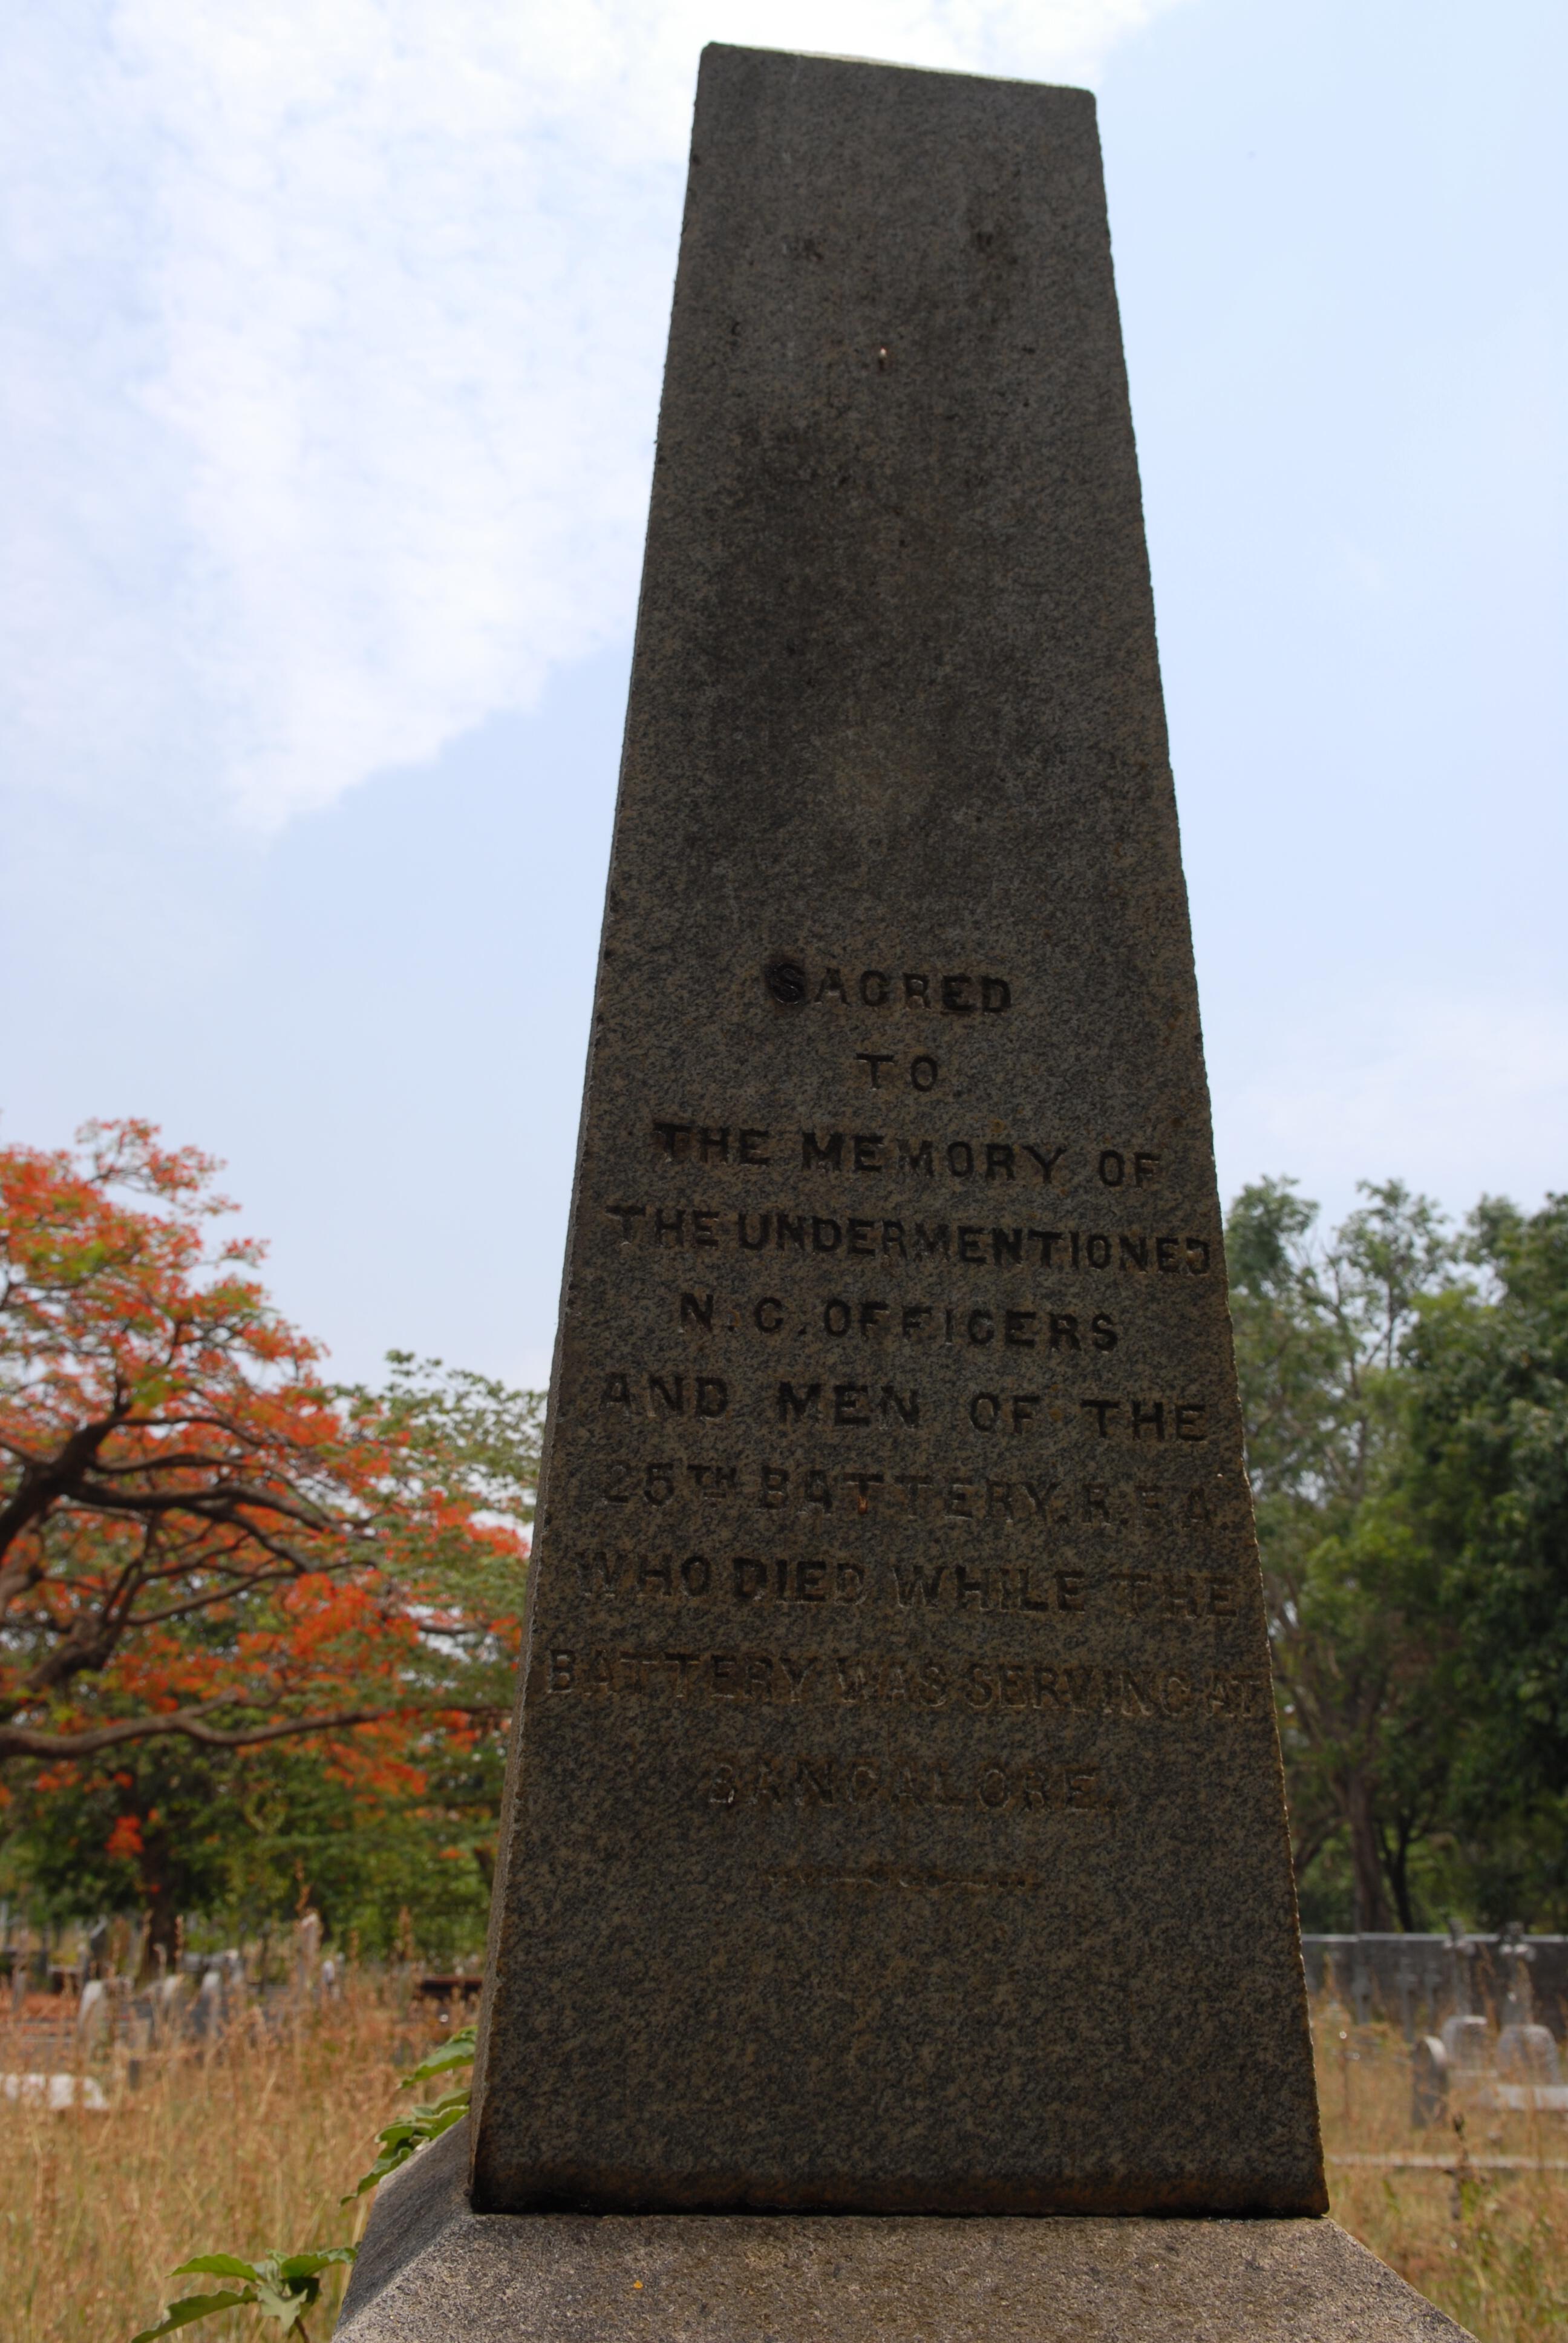 SACRED
TO
THE MEMORY OF
THE UNDERMENTIONED
N.C. OFFICERS
AND MEN OF THE
25TH BATTERY. R.F.A.
WHO DIED WHILE THE
BATTERY WAS SERVING AT
BANGALORE.